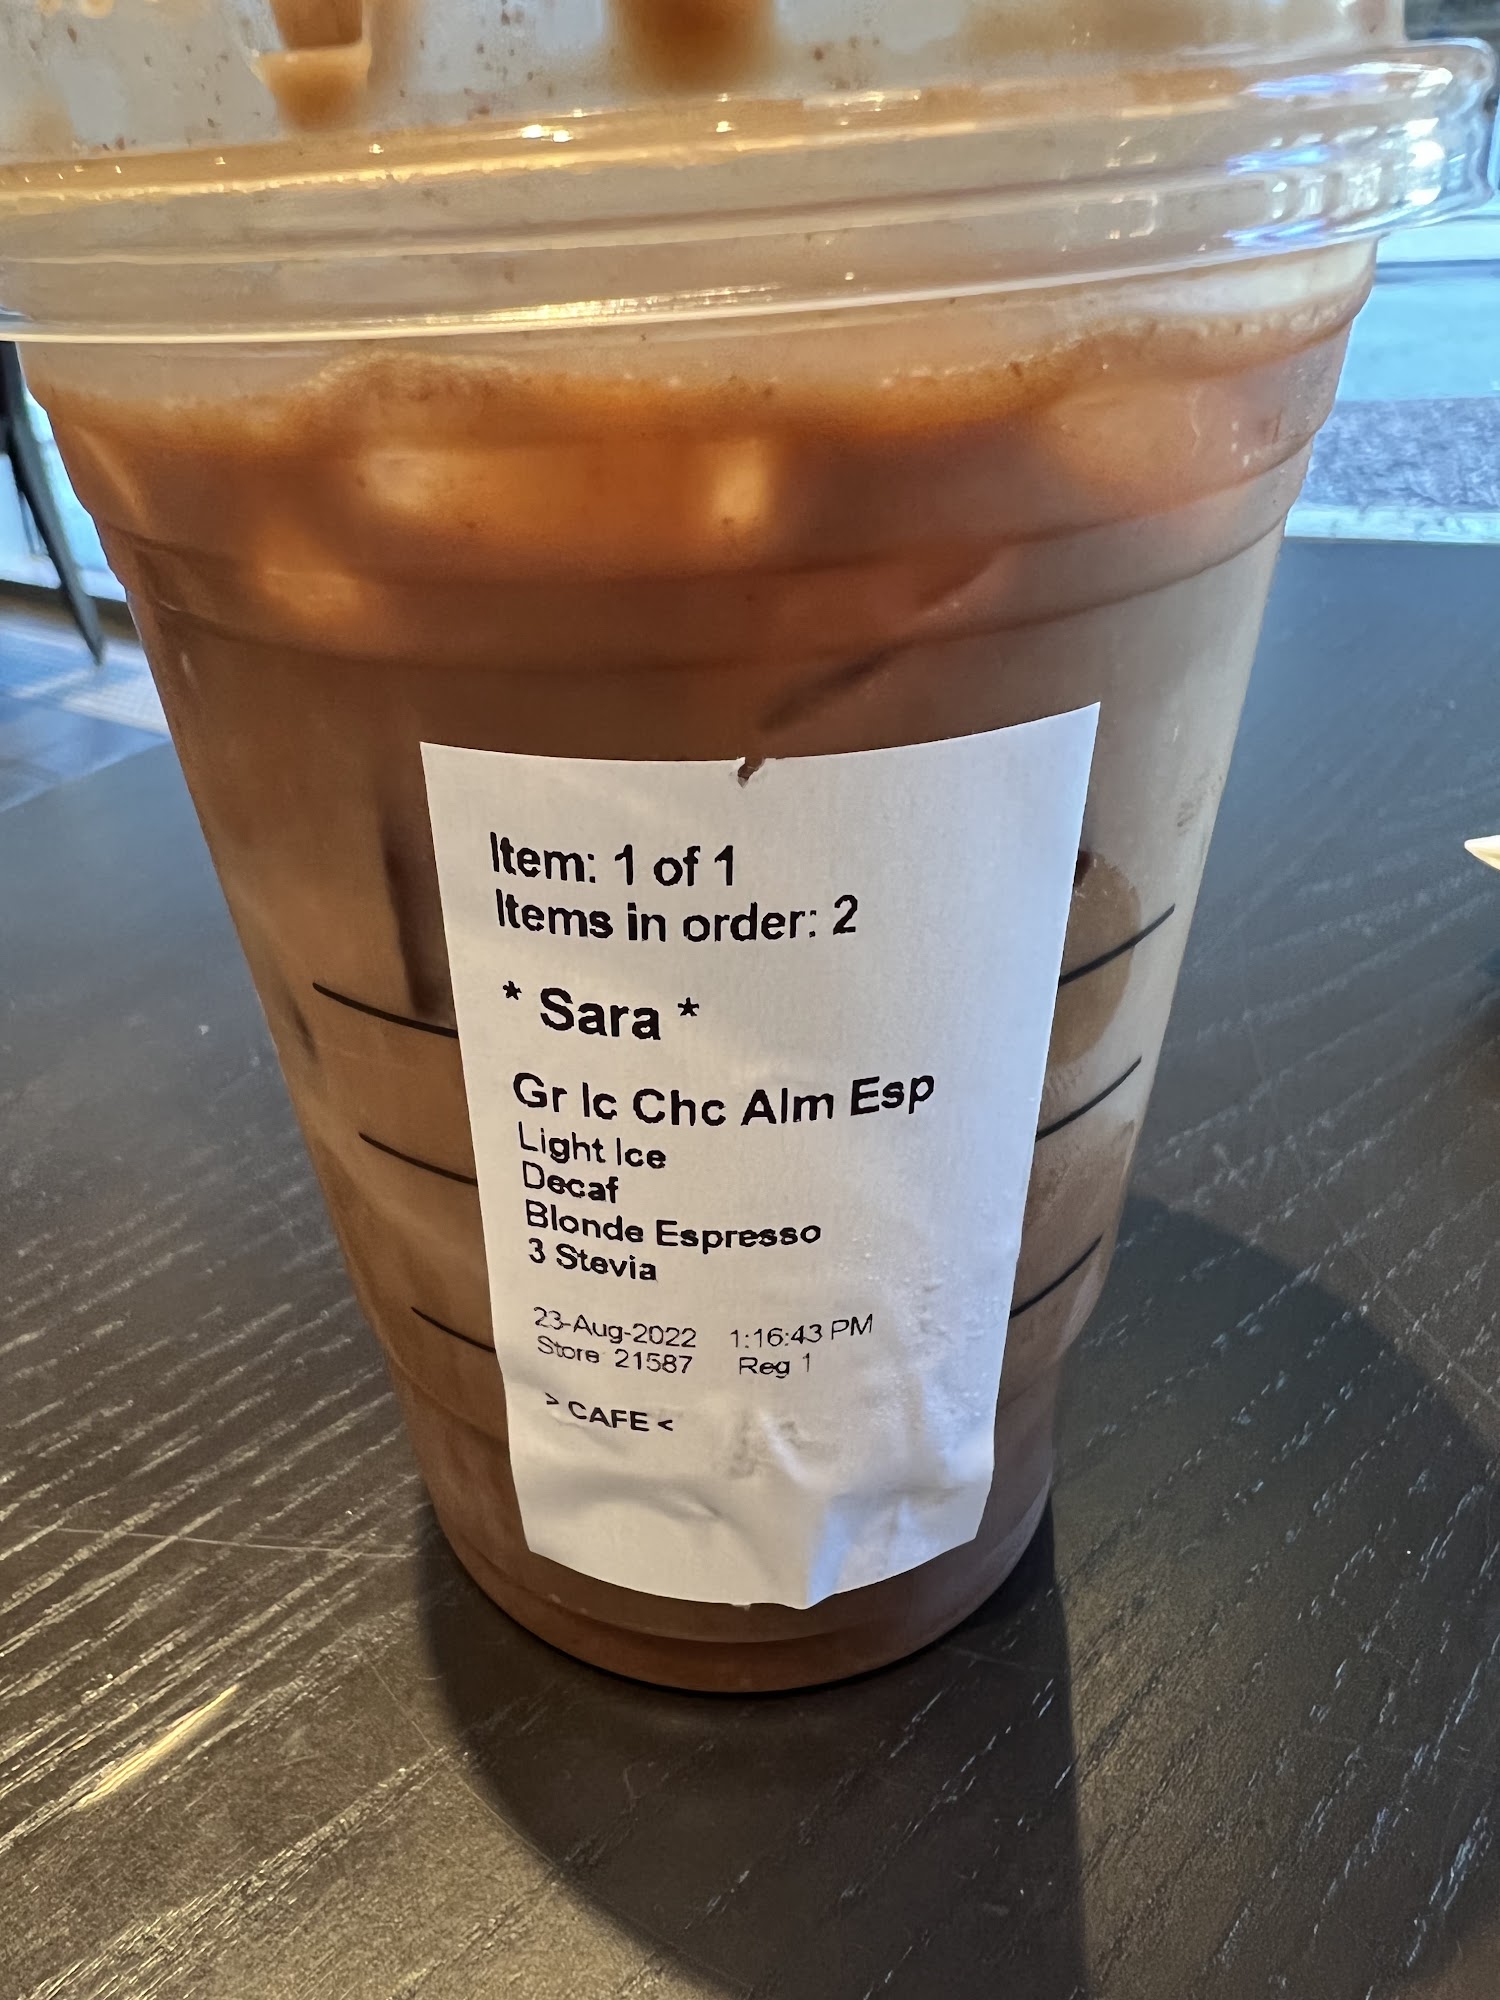 Item: 1 of 1
Items in order: 2
* Sara *
Gr Ic Chc Alm Esp
Light Ice
Decaf
Blonde Espresso
3 Stevia
23-Aug-2022 1:16:43 PM
Store 21587 Reg 1
> CAFE <